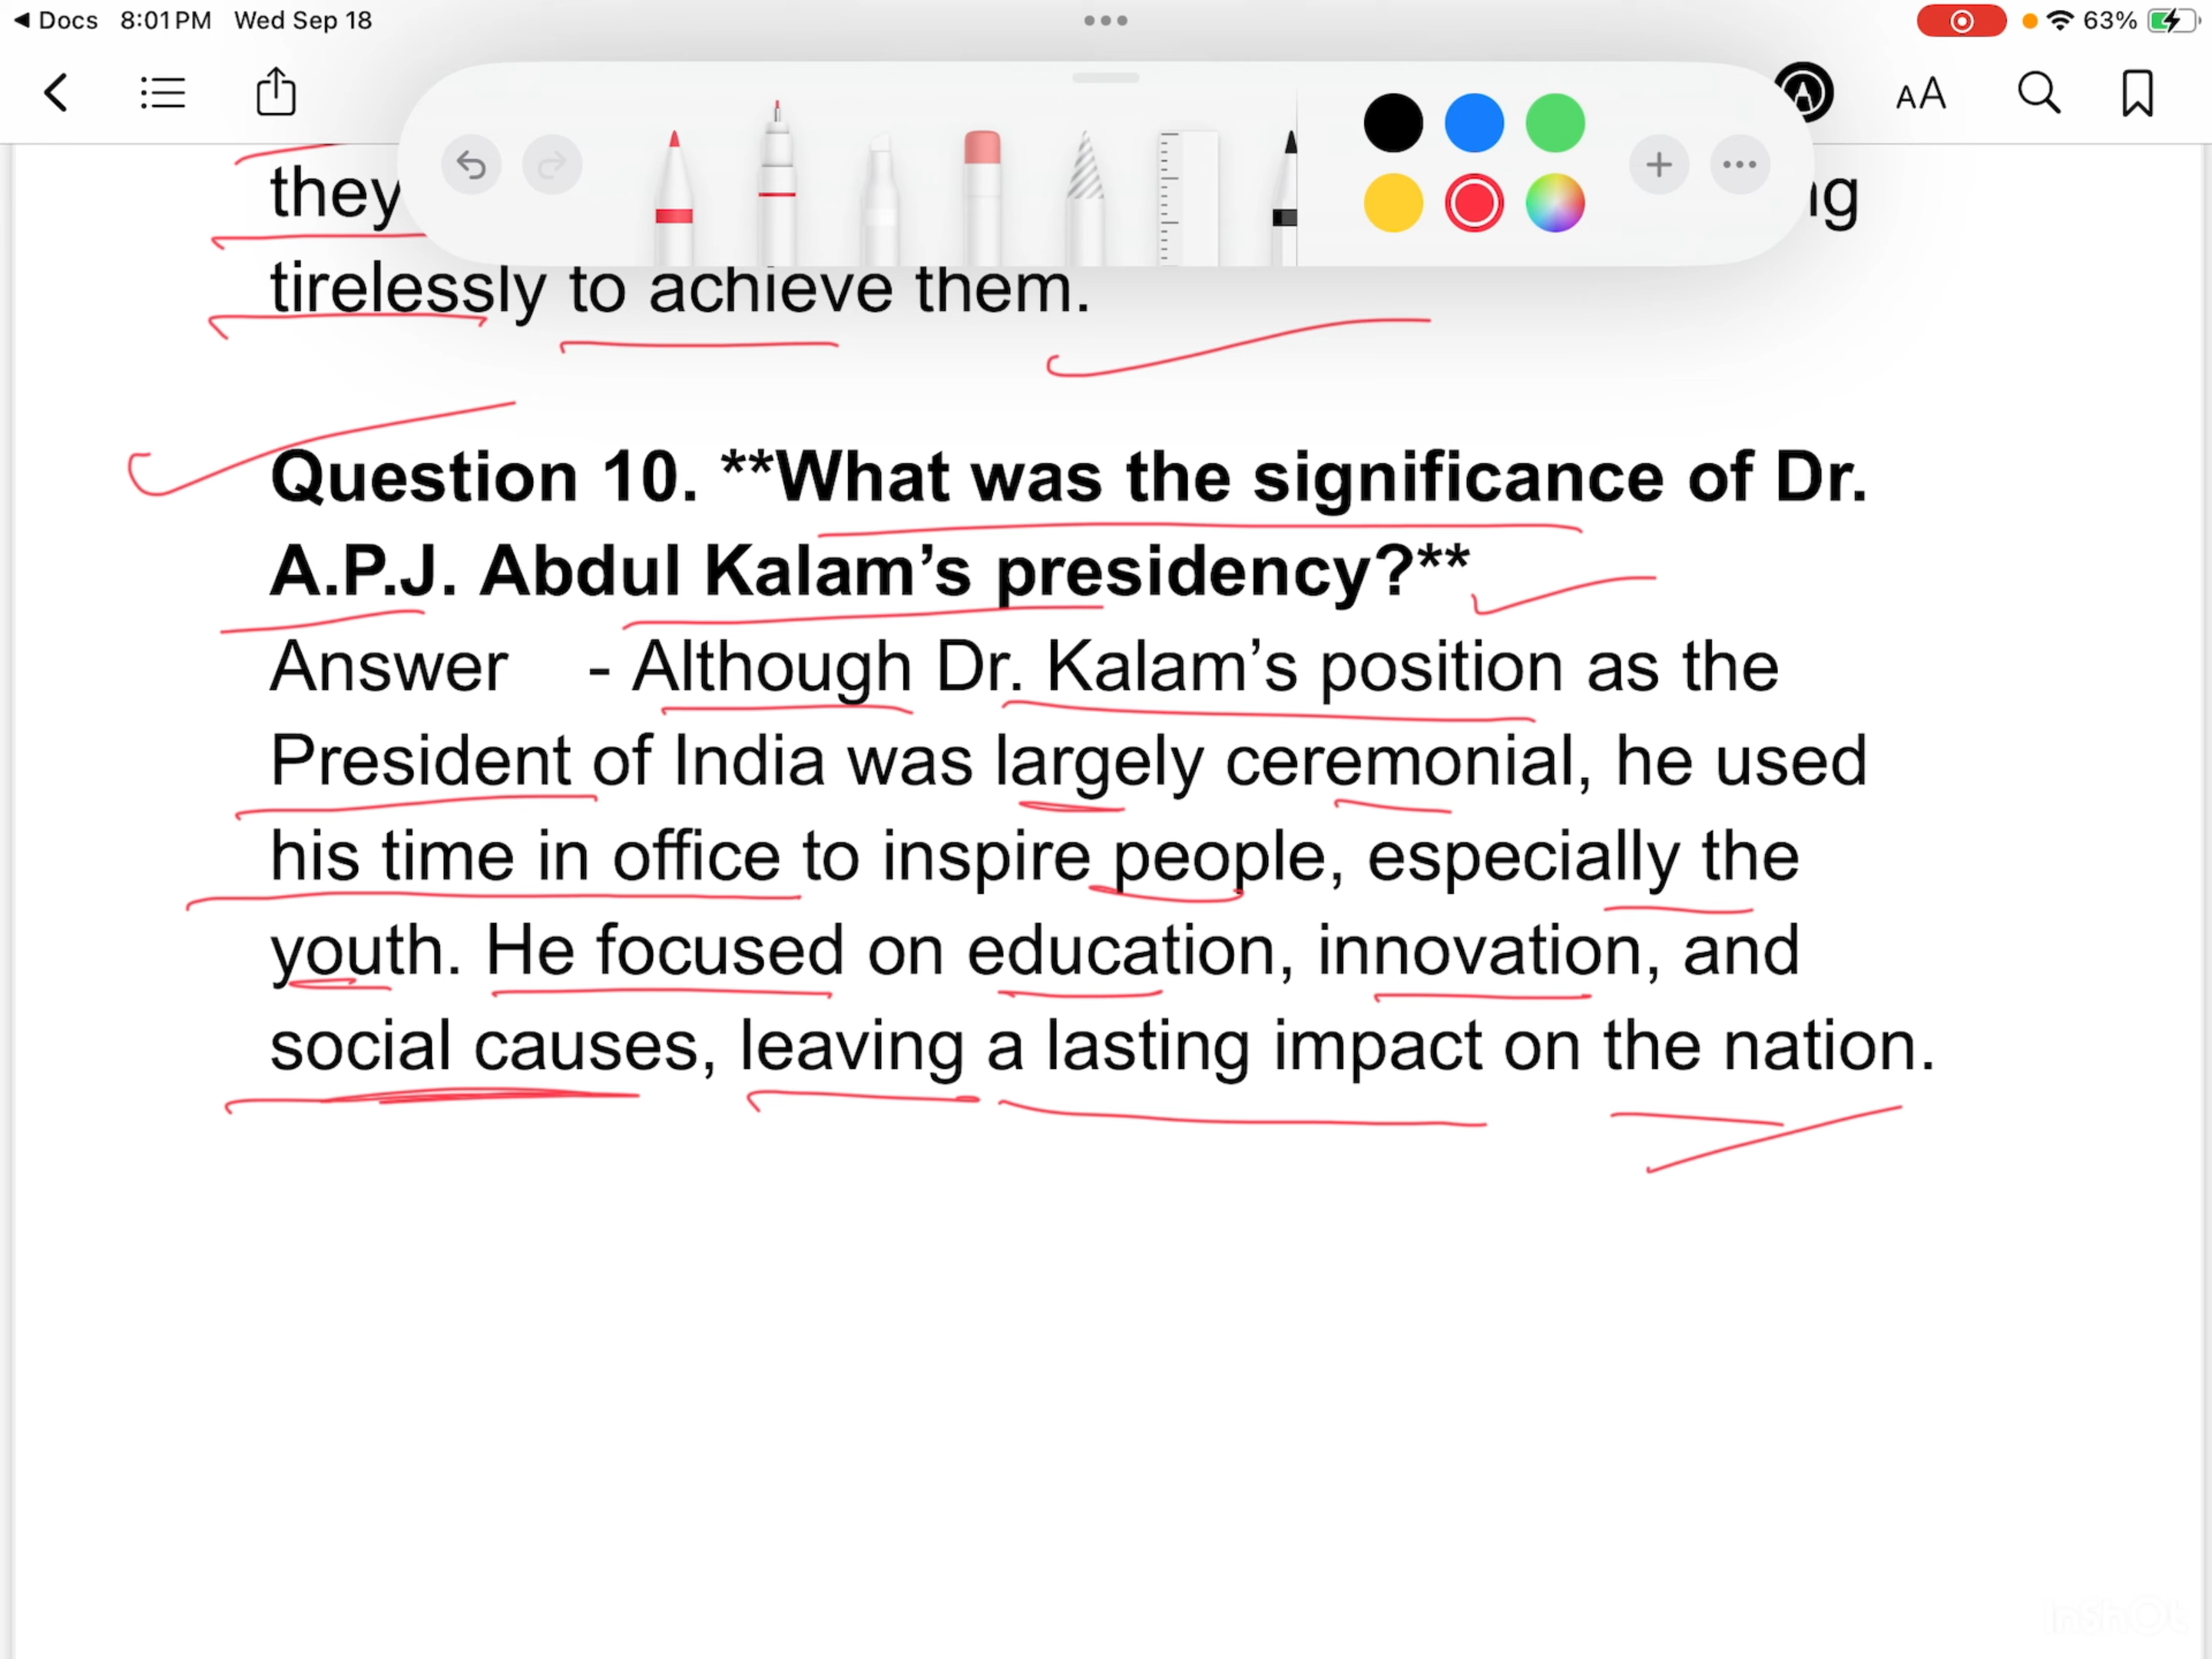 Docs 8:01 PM Wed Sep 18 63%
AA
they
tirelessly to achieve them.
Question 10. **What was the significance of Dr.
A.P.J. Abdul Kalam’s presidency?**
Answer - Although Dr. Kalam’s position as the
President of India was largely ceremonial, he used
his time in office to inspire people, especially the
youth. He focused on education, innovation, and
social causes, leaving a lasting impact on the nation.
InShOt